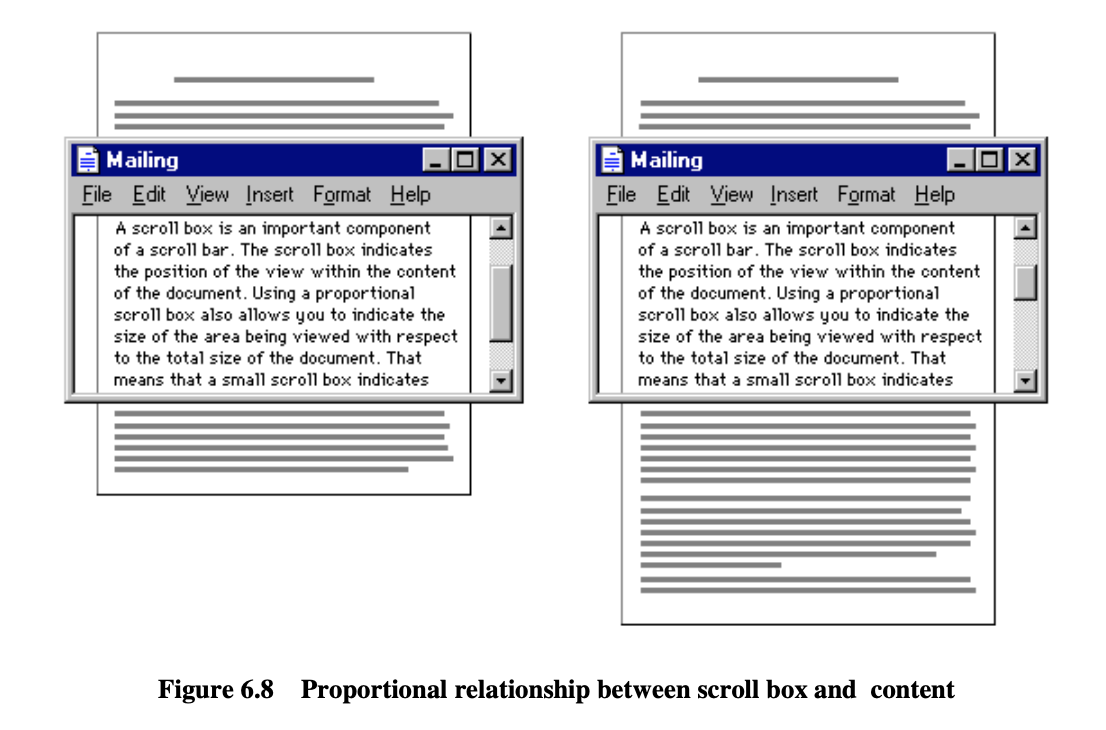 Mailing
File Edit View Insert Format Help
A scroll box is an important component
of a scroll bar. The scroll box indicates
the position of the view within the content
of the document. Using a proportional
scroll box also allows you to indicate the
size of the area being viewed with respect
to the total size of the document. That
means that a small scroll box indicates
Mailing
File Edit View Insert Format Help
A scroll box is an important component
of a scroll bar. The scroll box indicates
the position of the view within the content
of the document. Using a proportional
scroll box also allows you to indicate the
size of the area being viewed with respect
to the total size of the document. That
means that a small scroll box indicates
Figure 6.8 Proportional relationship between scroll box and content